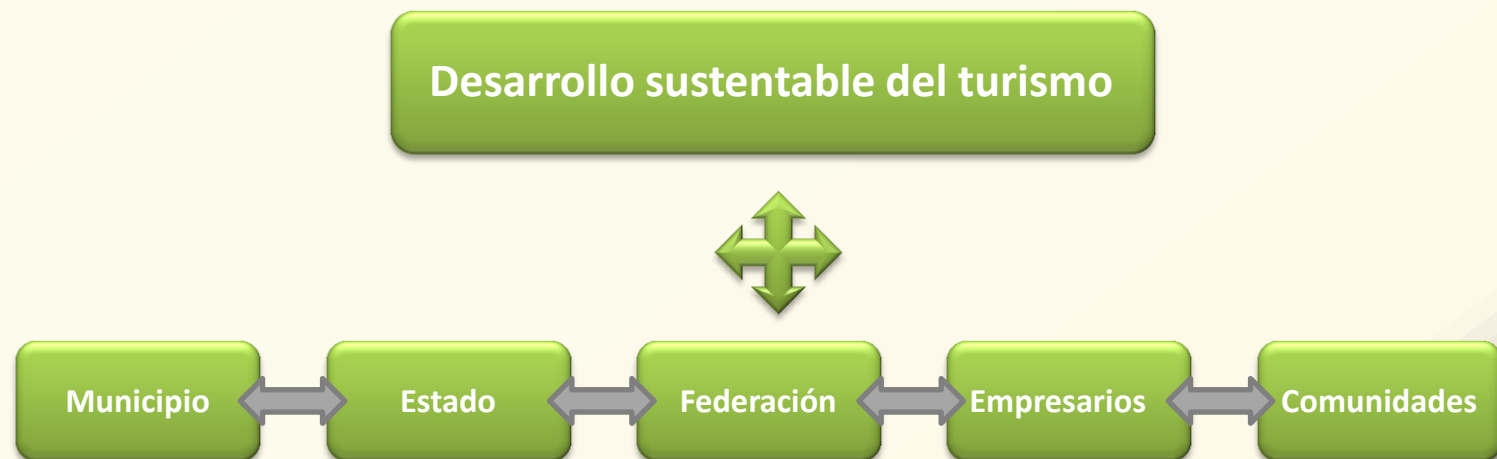 Desarrollo sustentable del turismo
Municipio
Estado
Federación
Empresarios
Comunidades